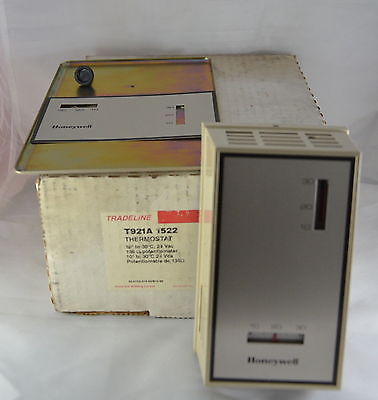 Honeywell
TRADELINE
T921A 1522
THERMOSTAT
10° to 30°C, 24 Vac
potentiometer
10° to 30°C 24 Vca
Potentiomètre de 135Ω
30
20
10
10 20 30
Honeywell